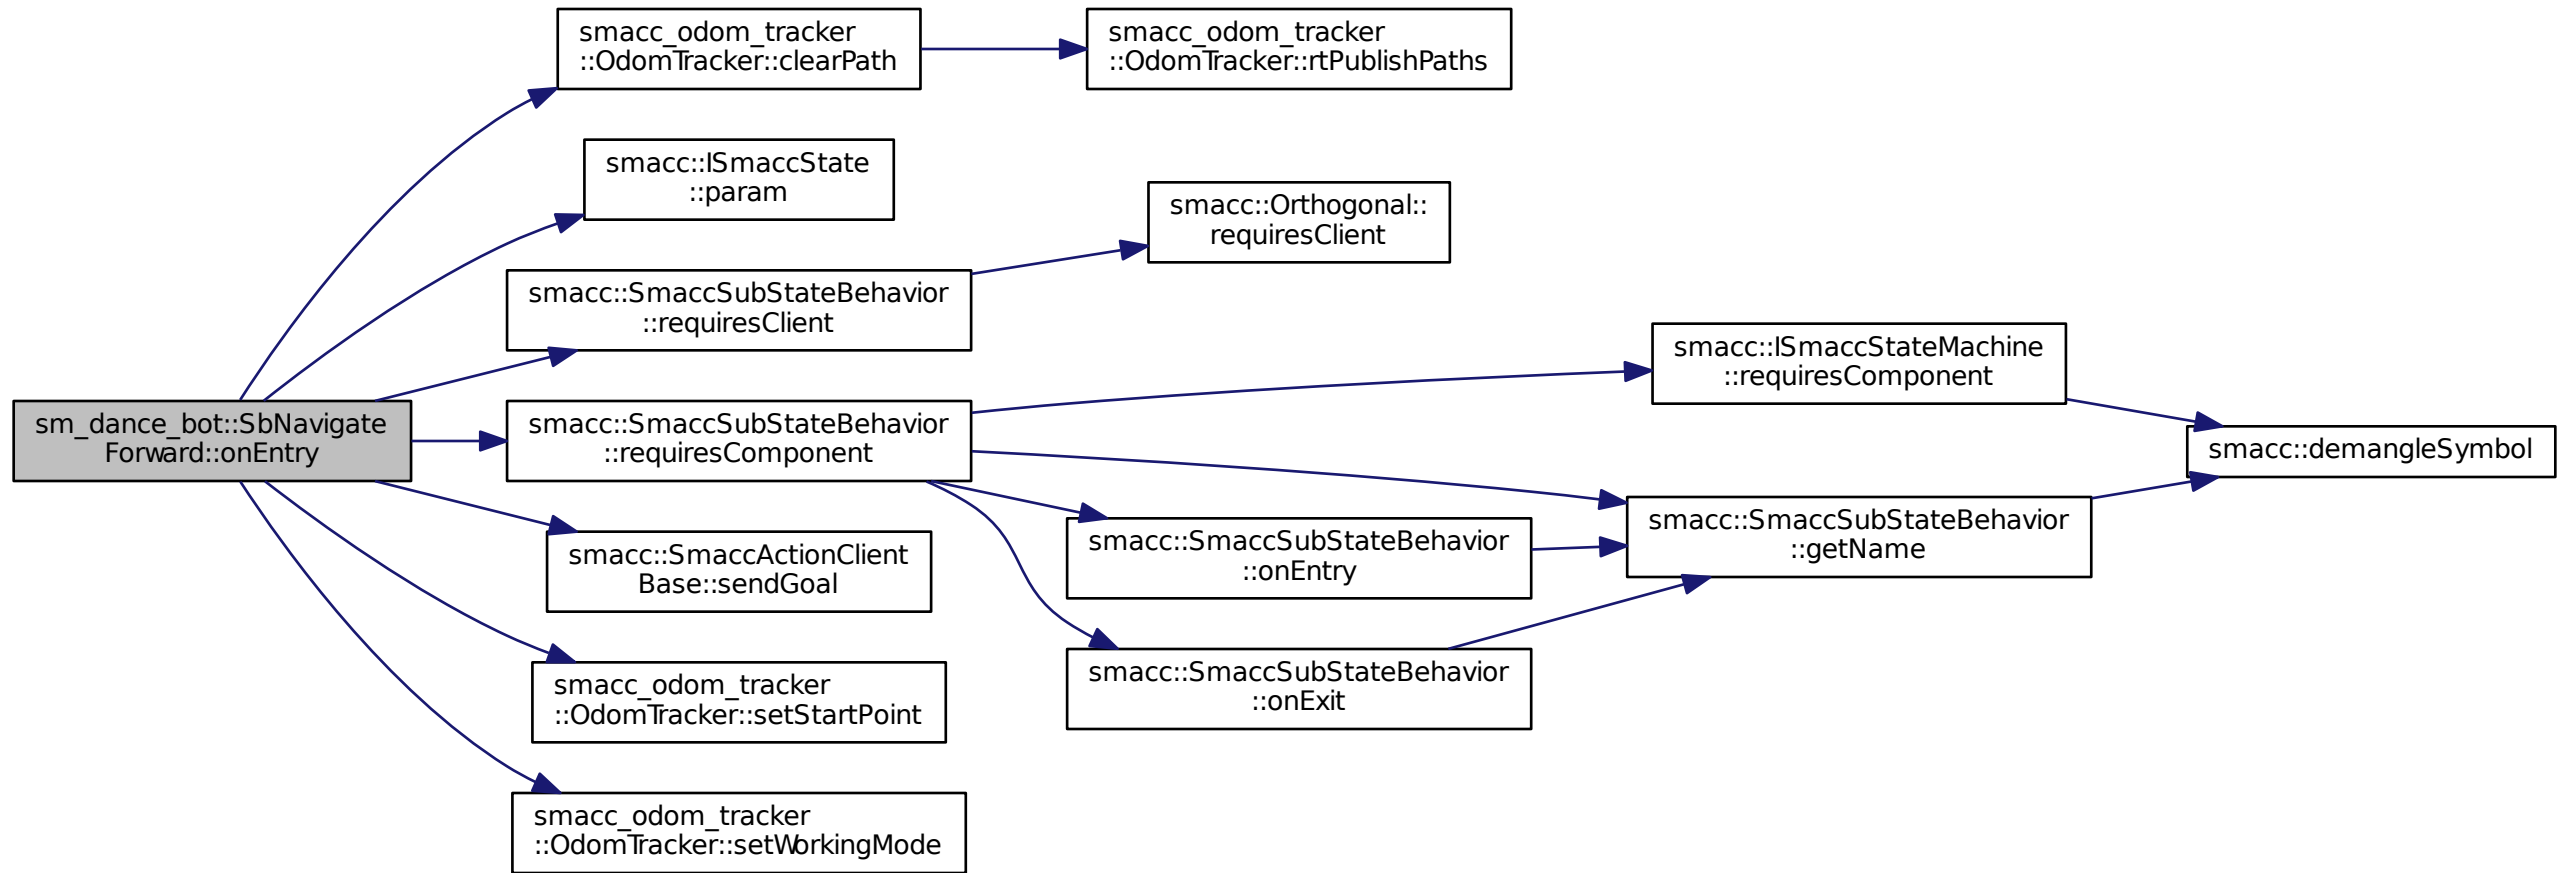 smacc_odom_tracker
::OdomTracker::clearPath
smacc_odom_tracker
::OdomTracker::rtPublishPaths
smacc::ISmaccState
::param
smacc::Orthogonal::
requiresClient
smacc::SmaccSubStateBehavior
::requiresClient
smacc::ISmaccStateMachine
::requiresComponent
sm_dance_bot::SbNavigate
Forward::onEntry
smacc::SmaccSubStateBehavior
::requiresComponent
smacc::demangleSymbol
smacc::SmaccSubStateBehavior
::getName
smacc::SmaccSubStateBehavior
::onEntry
smacc::SmaccActionClient
Base::sendGoal
smacc::SmaccSubStateBehavior
::onExit
smacc_odom_tracker
::OdomTracker::setStartPoint
smacc_odom_tracker
::OdomTracker::setWorkingMode